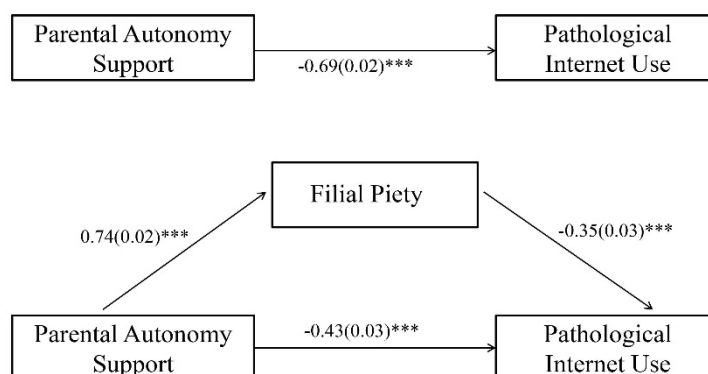 Parental Autonomy
Support
-0.69(0.02)***
Pathological
Internet Use
Filial Piety
0.74(0.02)***
-0.35(0.03)***
Parental Autonomy
Support
-0.43(0.03)***
Pathological
Internet Use